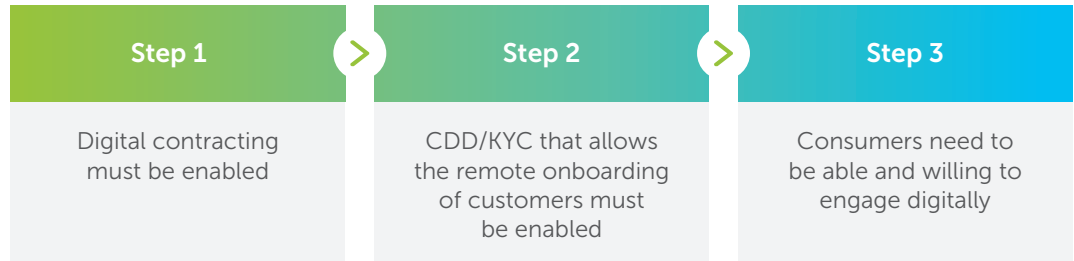 Step 1
Digital contracting
must be enabled
Step 2
CDD/KYC that allows
the remote onboarding
of customers must
be enabled
Step 3
Consumers need to
be able and willing to
engage digitally